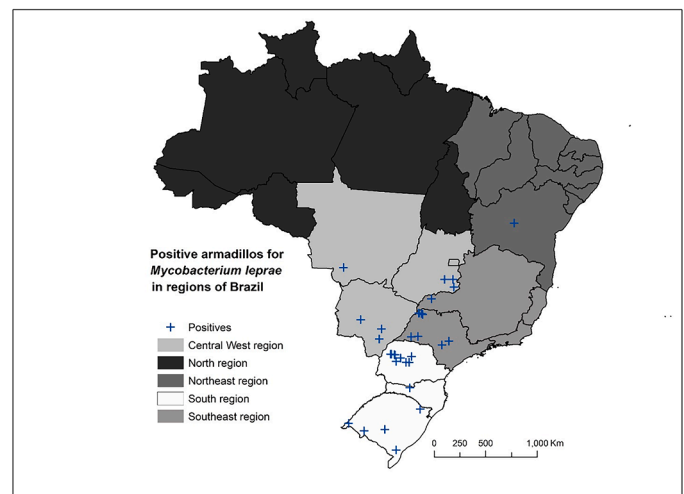 Positive armadillos for
Mycobacterium leprae
in regions of Brazil
Positives
Central West region
North region
Northeast region
South region
Southeast region
0 250 500 1,000 Km